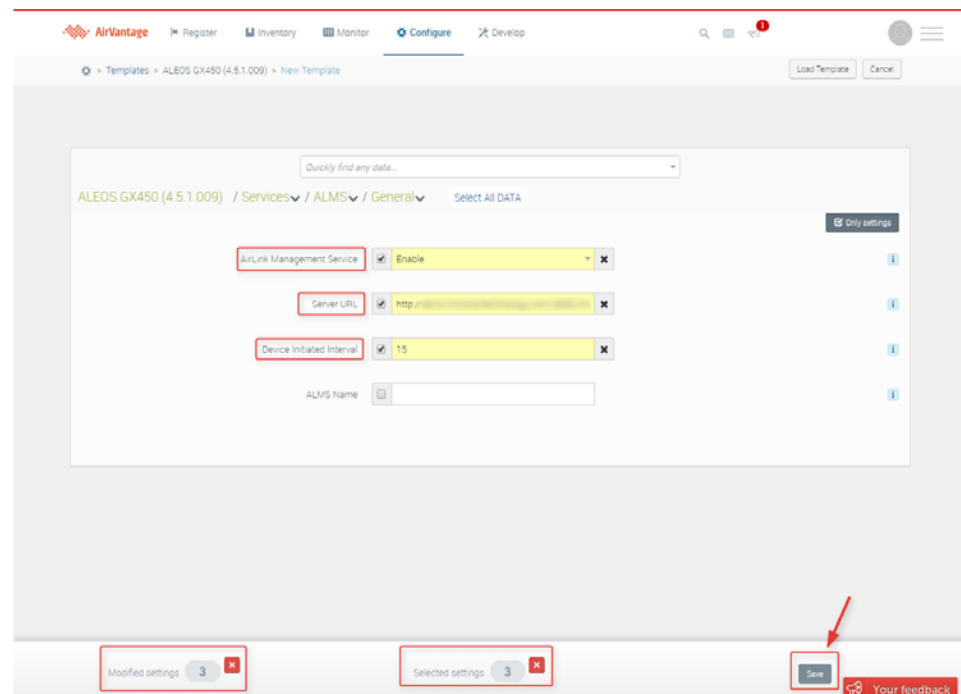 AirVantage Register Inventory Monitor Configure Develop 1
> Templates > ALEOS GX450 (4.5.1.009) > New Template Load Template Cancel
Quickly find any data...
ALEOS GX450 (4.5.1.009) / Services / ALMS / General Select All DATA
Only settings
AirLink Management Service Enable
Server URL http://
Device Initiated Interval 15
ALMS Name
Modified settings 3 Selected settings 3 Save
Your feedback